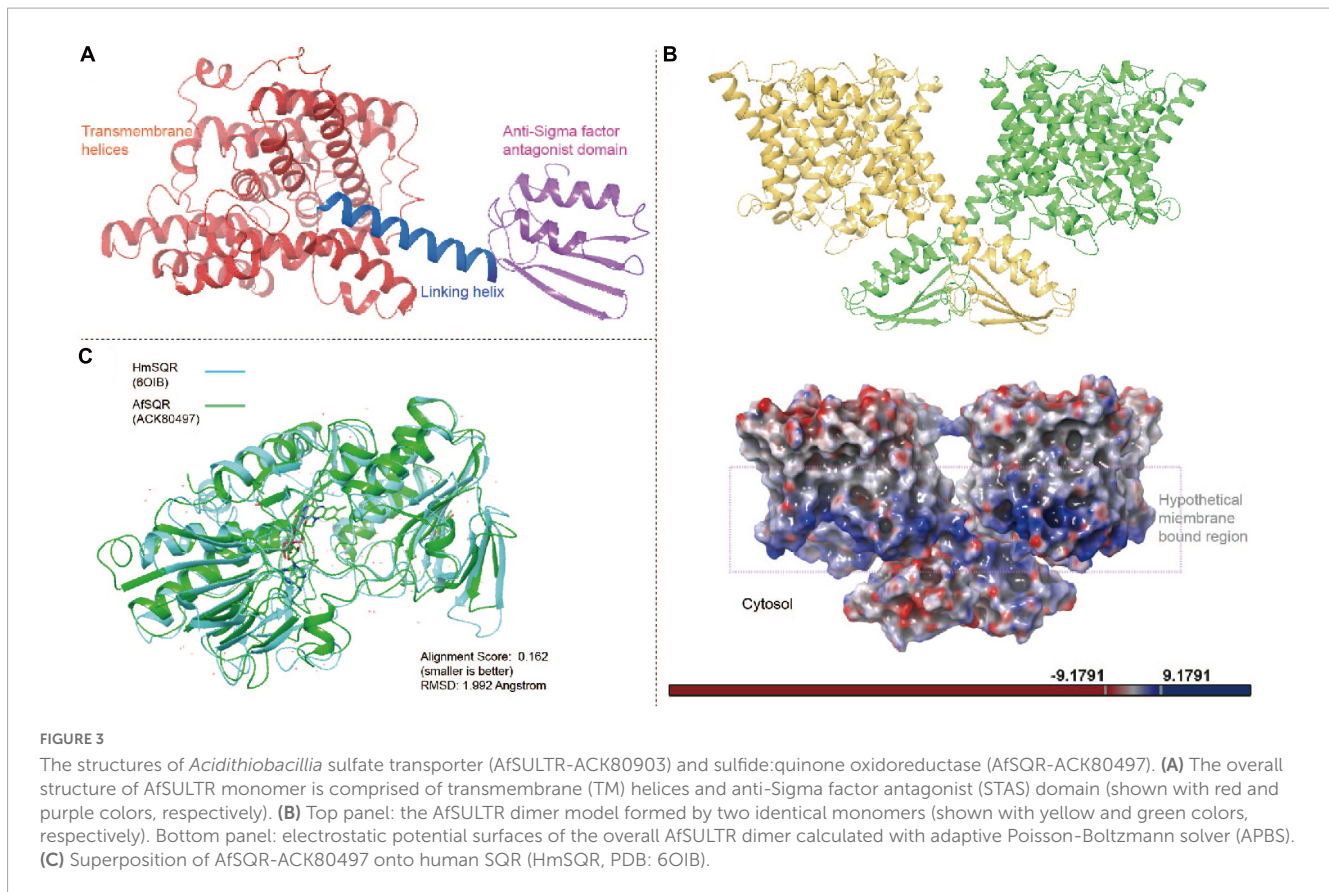 A
Transmembrane
helices
Anti-Sigma factor
antagonist domain
Linking helix
B
Hypothetical
miembrane
bound region
Cytosol
-9.1791 9.1791
C
HmSQR
(6OIB)
AfSQR
(ACK80497)
Alignment Score: 0.162
(smaller is better)
RMSD: 1.992 Angstrom
FIGURE 3
The structures of Acidithiobacillia sulfate transporter (AfSULTR-ACK80903) and sulfide:quinone oxidoreductase (AfSQR-ACK80497). (A) The overall
structure of AfSULTR monomer is comprised of transmembrane (TM) helices and anti-Sigma factor antagonist (STAS) domain (shown with red and
purple colors, respectively). (B) Top panel: the AfSULTR dimer model formed by two identical monomers (shown with yellow and green colors,
respectively). Bottom panel: electrostatic potential surfaces of the overall AfSULTR dimer calculated with adaptive Poisson-Boltzmann solver (APBS).
(C) Superposition of AfSQR-ACK80497 onto human SQR (HmSQR, PDB: 6OIB).